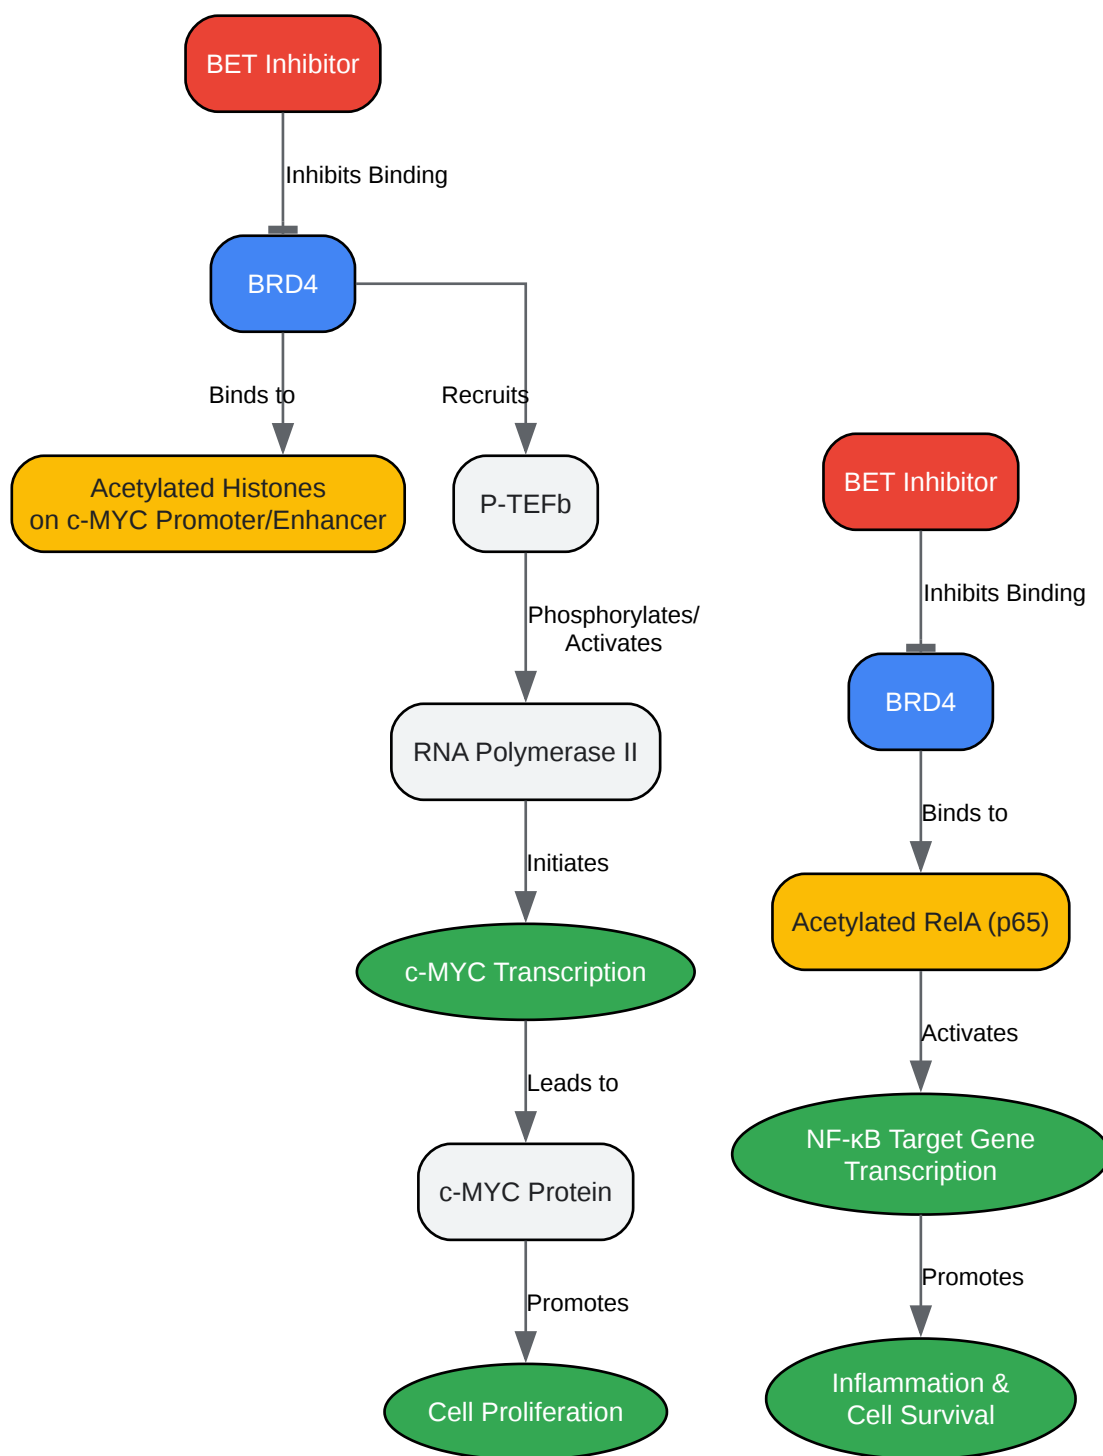 BET Inhibitor
Inhibits Binding
BRD4
Binds to
Recruits
Acetylated Histones
on c-MYC Promoter/Enhancer
P-TEFb
Phosphorylates/
Activates
RNA Polymerase II
Initiates
c-MYC Transcription
Leads to
c-MYC Protein
Promotes
Cell Proliferation
BET Inhibitor
Inhibits Binding
BRD4
Binds to
Acetylated RelA (p65)
Activates
NF-κB Target Gene
Transcription
Promotes
Inflammation &
Cell Survival